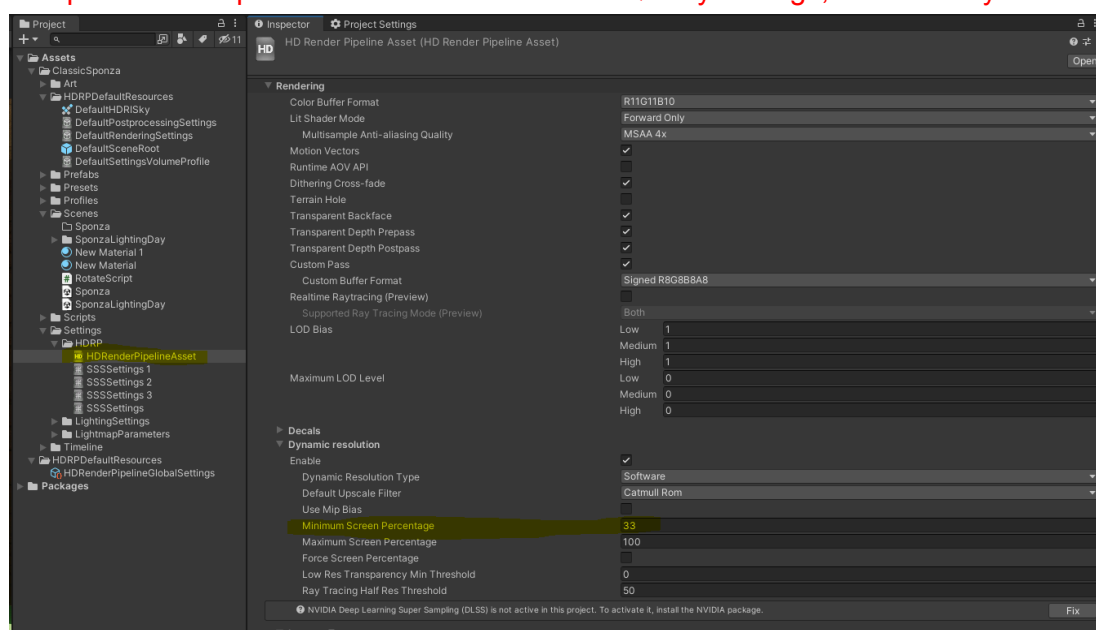 Project
Inspector
Project Settings
11
HD Render Pipeline Asset (HD Render Pipeline Asset)
HD
Open
Assets
ClassicSponza
Art
HDRPDefaultResources
DefaultHDRISky
DefaultPostprocessingSettings
DefaultRenderingSettings
DefaultSceneRoot
DefaultSettingsVolumeProfile
Prefabs
Presets
Profiles
Scenes
Sponza
SponzaLightingDay
New Material 1
New Material
RotateScript
Sponza
SponzaLightingDay
Scripts
Settings
HDRP
HDRenderPipelineAsset
SSSSettings 1
SSSSettings 2
SSSSettings 3
SSSSettings
LightingSettings
LightmapParameters
Timeline
HDRPDefaultResources
HDRenderPipelineGlobalSettings
Packages
Rendering
Color Buffer Format R11G11B10
Lit Shader Mode Forward Only
Multisample Anti-aliasing Quality MSAA 4x
Motion Vectors
Runtime AOV API
Dithering Cross-fade
Terrain Hole
Transparent Backface
Transparent Depth Prepass
Transparent Depth Postpass
Custom Pass
Custom Buffer Format Signed R8G8B8A8
Realtime Raytracing (Preview)
Supported Ray Tracing Mode (Preview) Both
LOD Bias Low 1
Medium 1
High 1
Maximum LOD Level Low 0
Medium 0
High 0
Decals
Dynamic resolution
Enable
Dynamic Resolution Type Software
Default Upscale Filter Catmull Rom
Use Mip Bias
Minimum Screen Percentage 33
Maximum Screen Percentage 100
Force Screen Percentage
Low Res Transparency Min Threshold 0
Ray Tracing Half Res Threshold 50
NVIDIA Deep Learning Super Sampling (DLSS) is not active in this project. To activate it, install the NVIDIA package. Fix